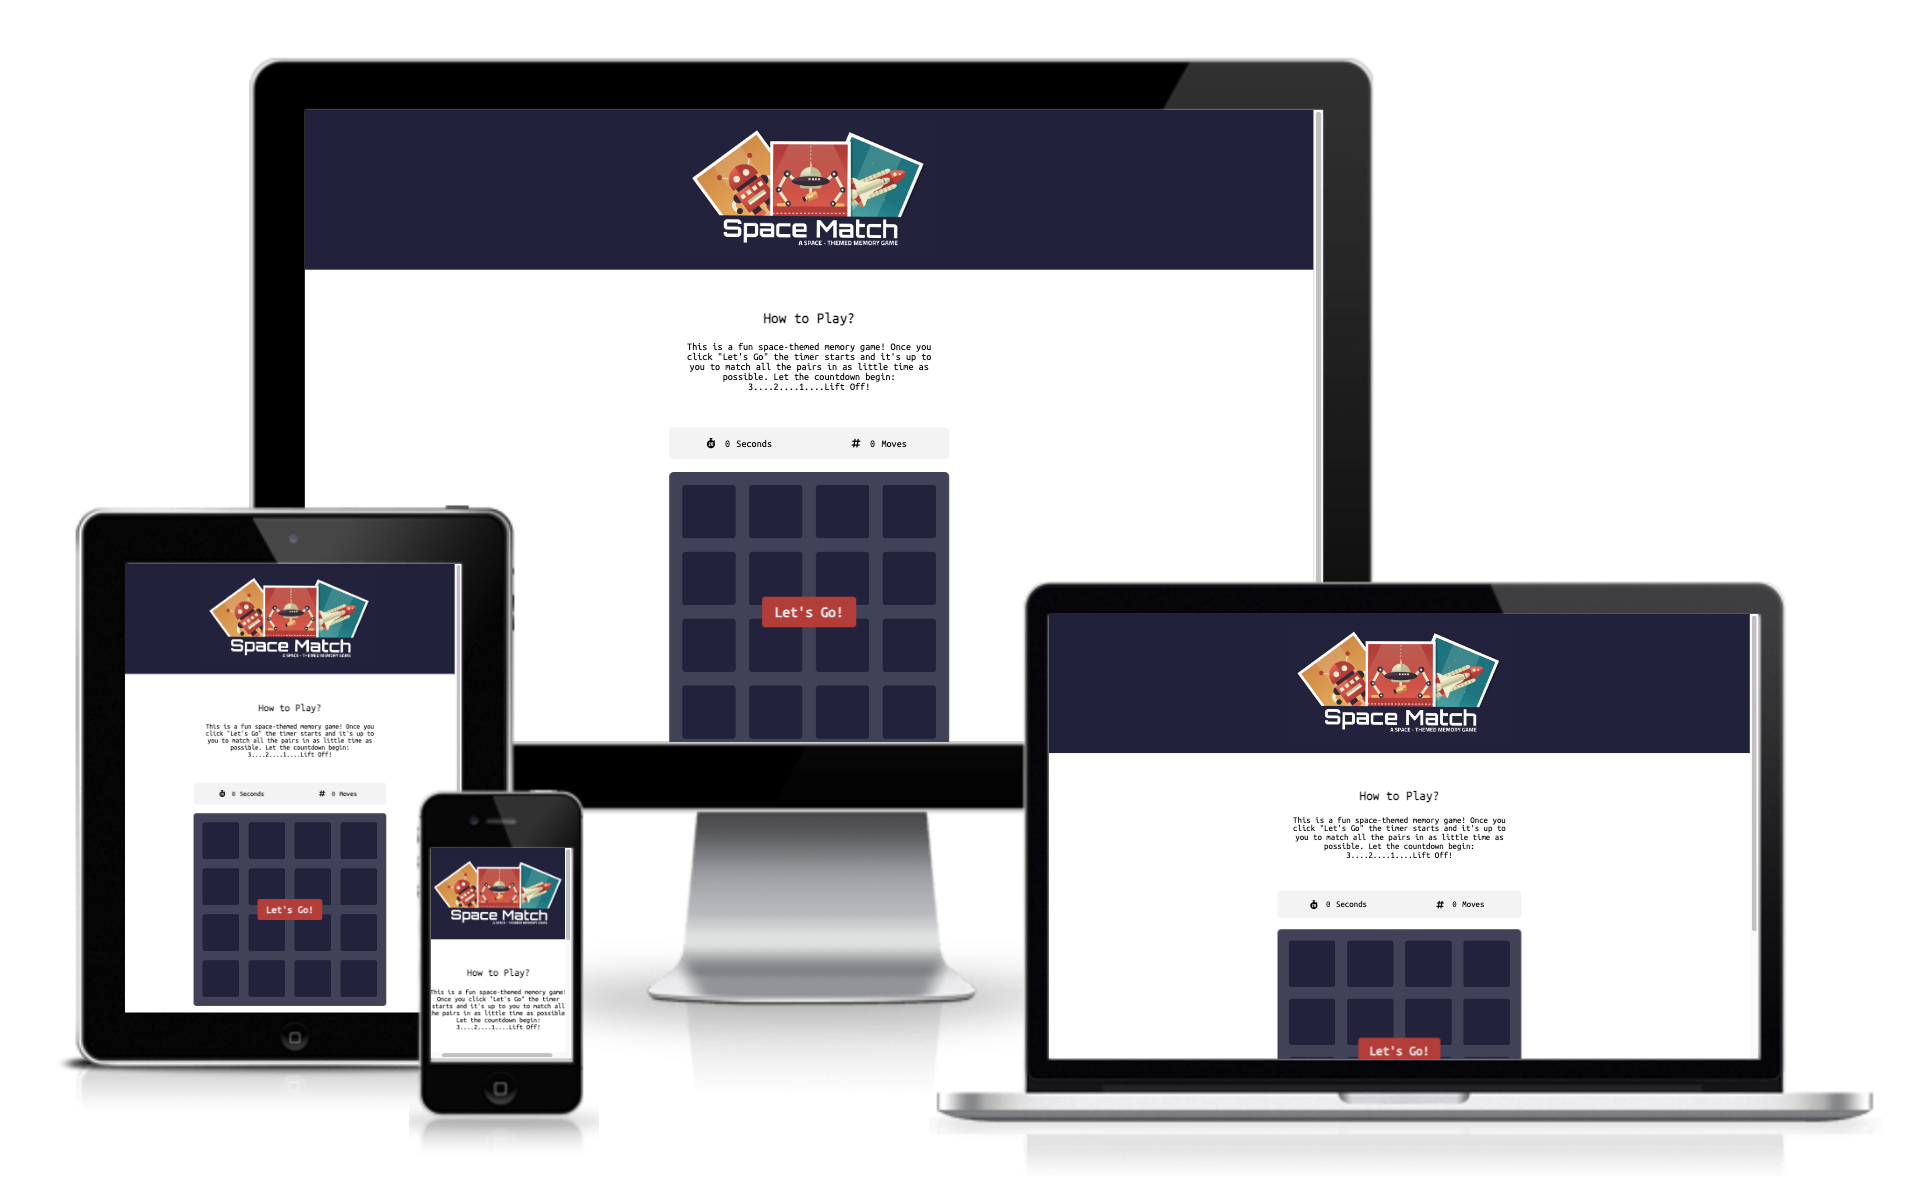 Space Match
A SPACE - THEMED MEMORY GAME
How to Play?
This is a fun space-themed memory game! Once you
click "Let's Go" the timer starts and it's up to
you to match all the pairs in as little time as
possible. Let the countdown begin:
3....2....1....Lift Off!
0 Seconds # 0 Moves
Let's Go!
Space Match
A SPACE - THEMED MEMORY GAME
How to Play?
This is a fun space-themed memory game! Once you
click "Let's Go" the timer starts and it's up to
you to match all the pairs in as little time as
possible. Let the countdown begin:
3....2....1....Lift Off!
0 Seconds # 0 Moves
Let's Go!
Space Match
A SPACE - THEMED MEMORY GAME
How to Play?
This is a fun space-themed memory game!
Once you click "Let's Go" the timer
starts and it's up to you to match all
he pairs in as little time as possible
Let the countdown begin:
3....2....1....Lift Off!
Space Match
A SPACE - THEMED MEMORY GAME
How to Play?
This is a fun space-themed memory game! Once you
click "Let's Go" the timer starts and it's up to
you to match all the pairs in as little time as
possible. Let the countdown begin:
3....2....1....Lift Off!
0 Seconds # 0 Moves
Let's Go!